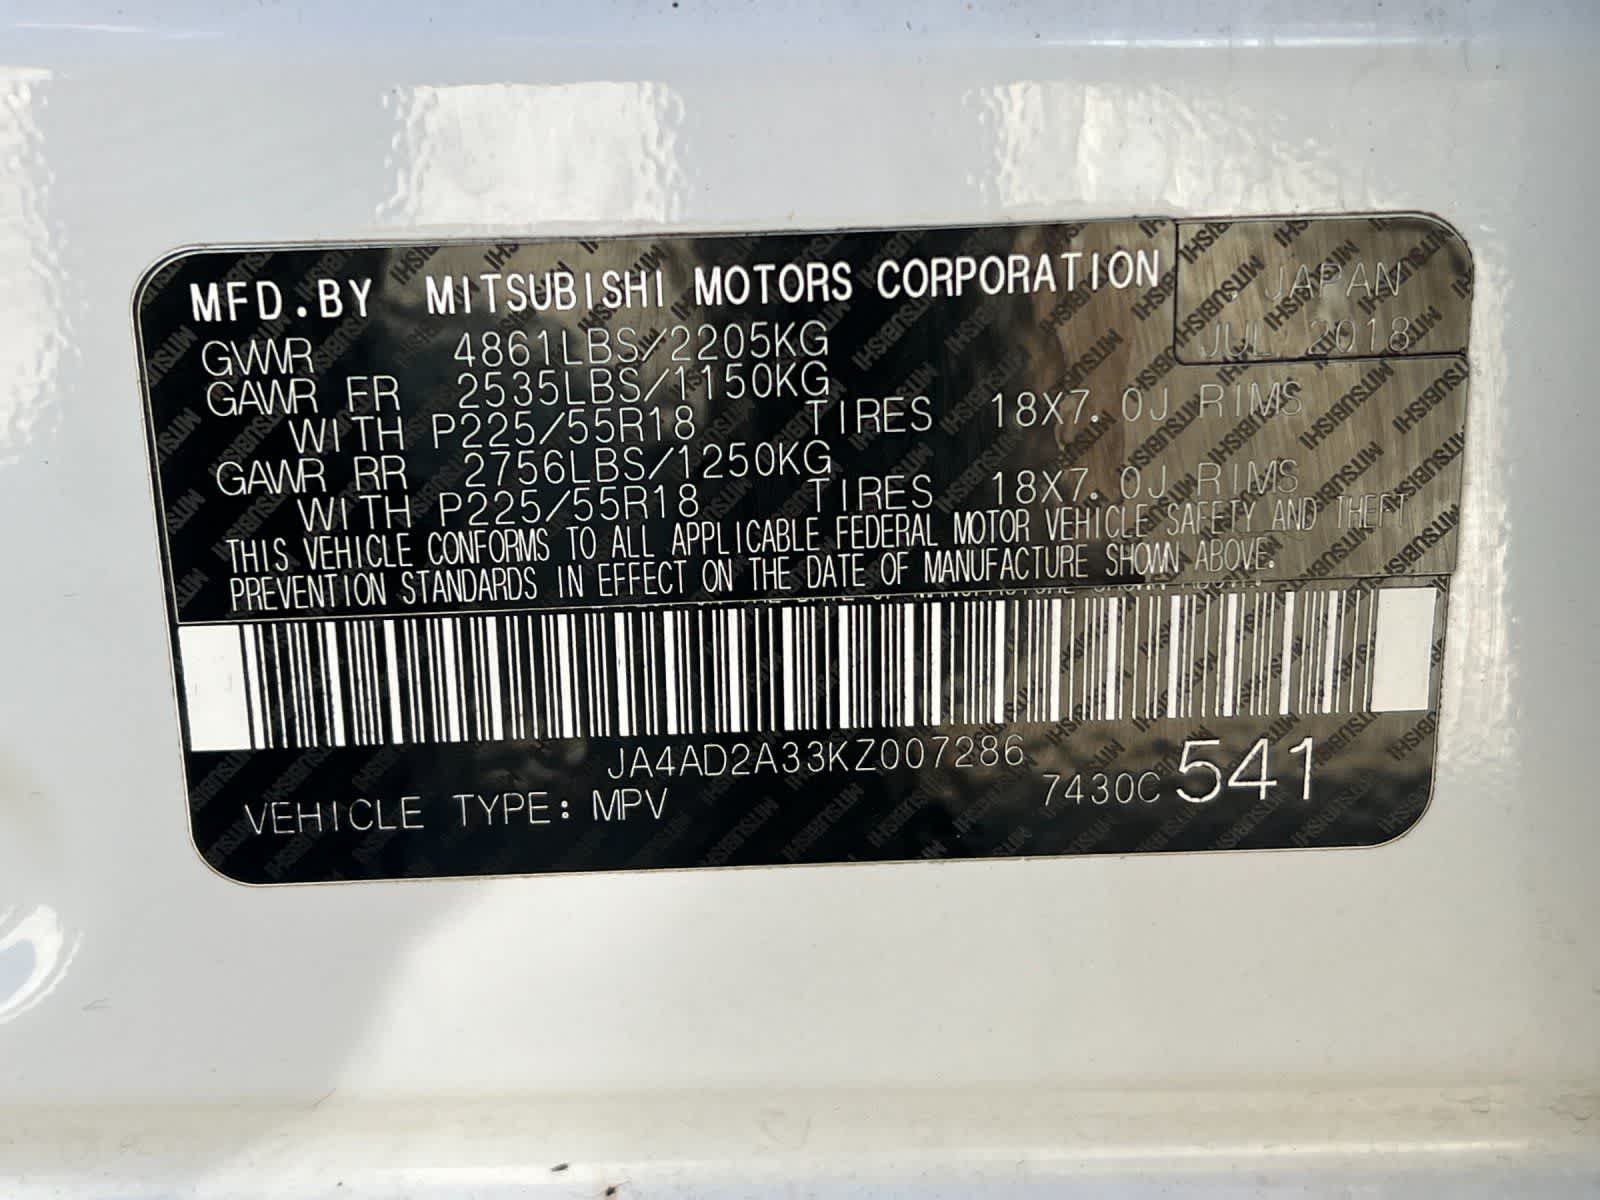 MFD.BY MITSUBISHI MOTORS CORPORATION JAPAN
GVWR 4861LBS/2205KG JUL 2018
GAWR FR 2535LBS/1150KG
WITH P225/55R18 TIRES 18X7.0J RIMS
GAWR RR 2756LBS/1250KG
WITH P225/55R18 TIRES 18X7.0J RIMS
THIS VEHICLE CONFORMS TO ALL APPLICABLE FEDERAL MOTOR VEHICLE SAFETY AND THEFT
PREVENTION STANDARDS IN EFFECT ON THE DATE OF MANUFACTURE SHOWN ABOVE.
JA4AD2A33KZ007286
VEHICLE TYPE: MPV 7430C 541